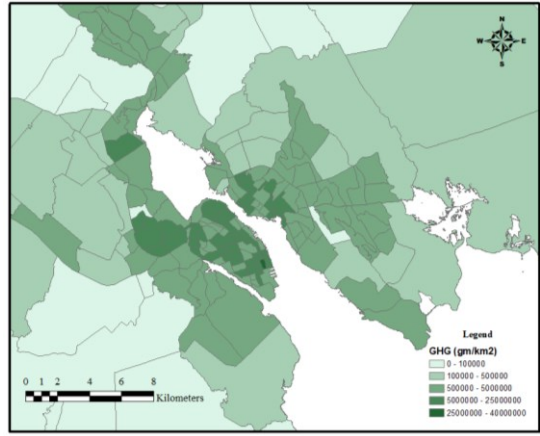 N
W E
S
Legend
GHG (gm/km2)
0 - 100000
100000 - 500000
500000 - 5000000
5000000 - 25000000
25000000 - 40000000
0 1 2 4 6 8
Kilometers